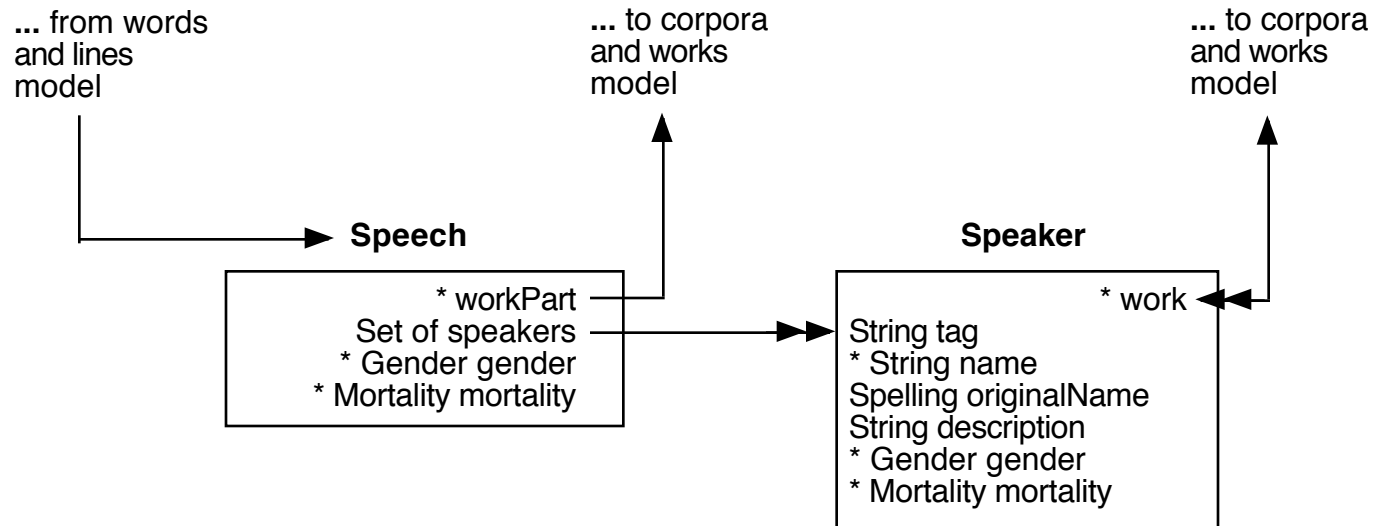 ... from words
and lines
model
... to corpora
and works
model
... to corpora
and works
model
Speech
* workPart
Set of speakers
* Gender gender
* Mortality mortality
Speaker
* work
String tag
* String name
Spelling originalName
String description
* Gender gender
* Mortality mortality